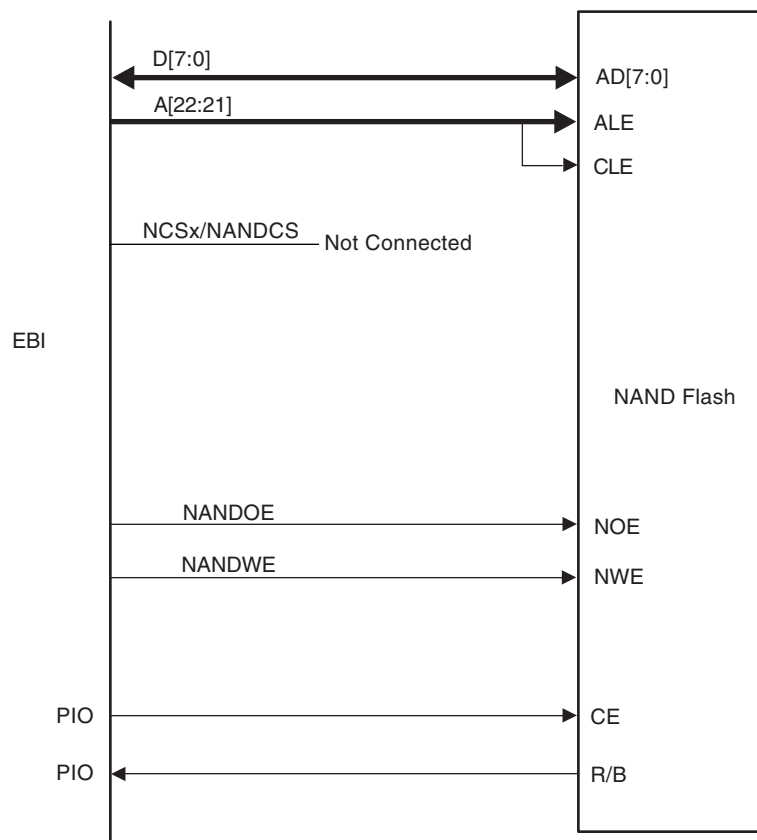 D[7:0]
AD[7:0]
A[22:21]
ALE
CLE
NCSx/NANDCS
Not Connected
EBI
NAND Flash
NANDOE
NOE
NANDWE
NWE
PIO
CE
PIO
R/B